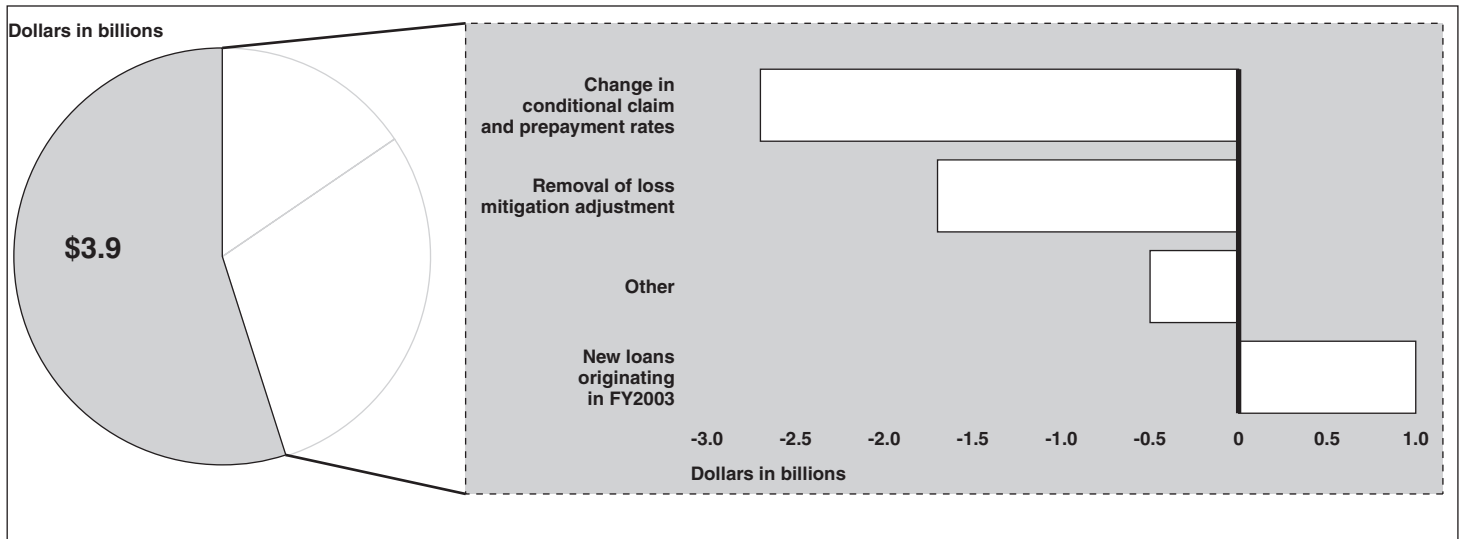 Dollars in billions
$3.9
Change in
conditional claim
and prepayment rates
Removal of loss
mitigation adjustment
Other
New loans
originating
in FY2003
-3.0 -2.5 -2.0 -1.5 -1.0 -0.5 0 0.5 1.0
Dollars in billions